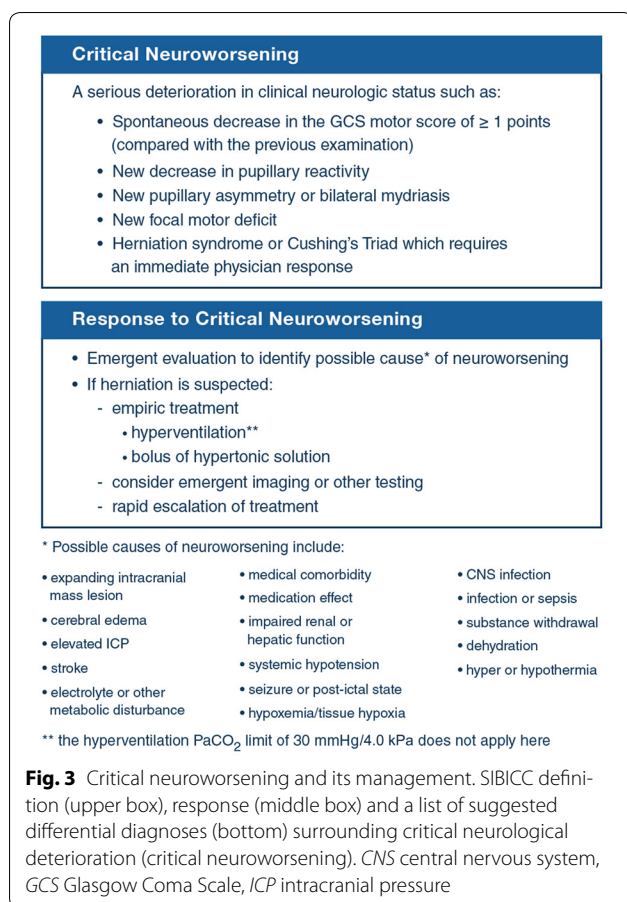 Critical Neuroworsening
A serious deterioration in clinical neurologic status such as:
• Spontaneous decrease in the GCS motor score of ≥ 1 points
(compared with the previous examination)
• New decrease in pupillary reactivity
• New pupillary asymmetry or bilateral mydriasis
• New focal motor deficit
• Herniation syndrome or Cushing's Triad which requires
an immediate physician response
Response to Critical Neuroworsening
• Emergent evaluation to identify possible cause* of neuroworsening
• If herniation is suspected:
- empiric treatment
• hyperventilation**
• bolus of hypertonic solution
- consider emergent imaging or other testing
- rapid escalation of treatment
* Possible causes of neuroworsening include:
• expanding intracranial
mass lesion
• cerebral edema
• elevated ICP
• stroke
• electrolyte or other
metabolic disturbance
• medical comorbidity
• medication effect
• impaired renal or
hepatic function
• systemic hypotension
• seizure or post-ictal state
• hypoxemia/tissue hypoxia
• CNS infection
• infection or sepsis
• substance withdrawal
• dehydration
• hyper or hypothermia
** the hyperventilation PaCO₂ limit of 30 mmHg/4.0 kPa does not apply here
Fig. 3 Critical neuroworsening and its management. SIBICC defini-
tion (upper box), response (middle box) and a list of suggested
differential diagnoses (bottom) surrounding critical neurological
deterioration (critical neuroworsening). CNS central nervous system,
GCS Glasgow Coma Scale, ICP intracranial pressure